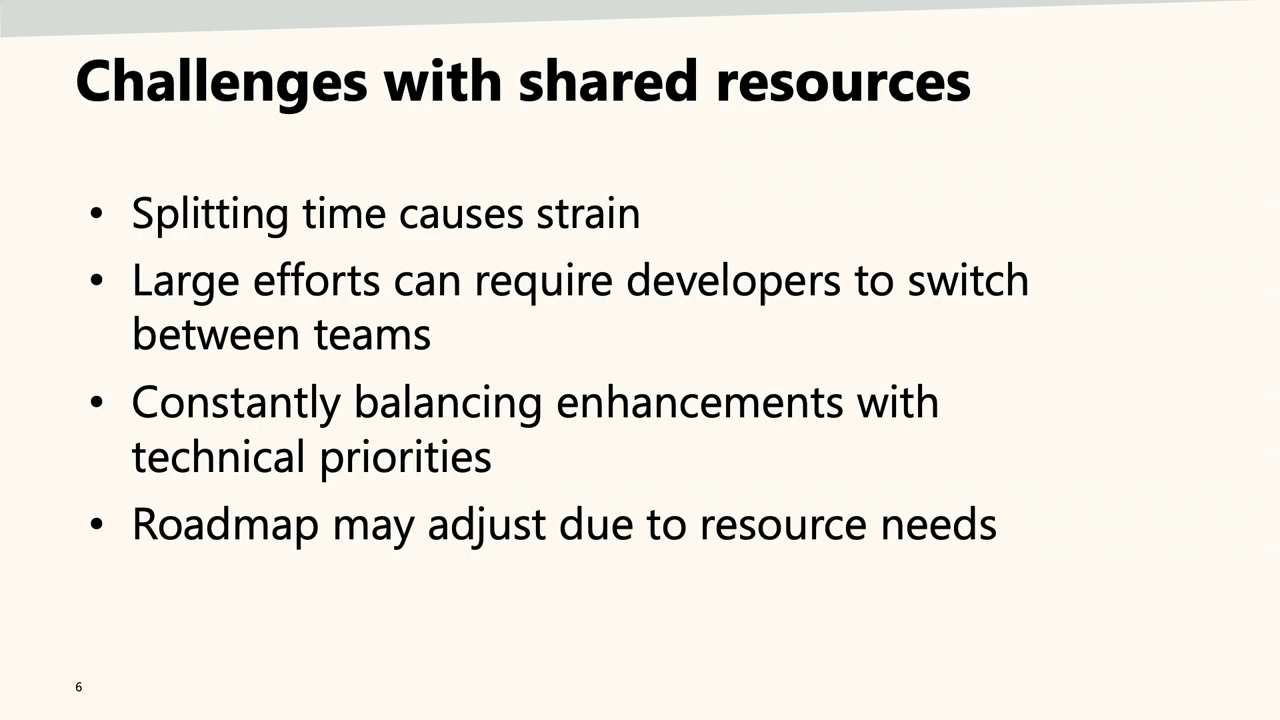 Challenges with shared resources
• Splitting time causes strain
• Large efforts can require developers to switch
between teams
• Constantly balancing enhancements with
technical priorities
• Roadmap may adjust due to resource needs
6